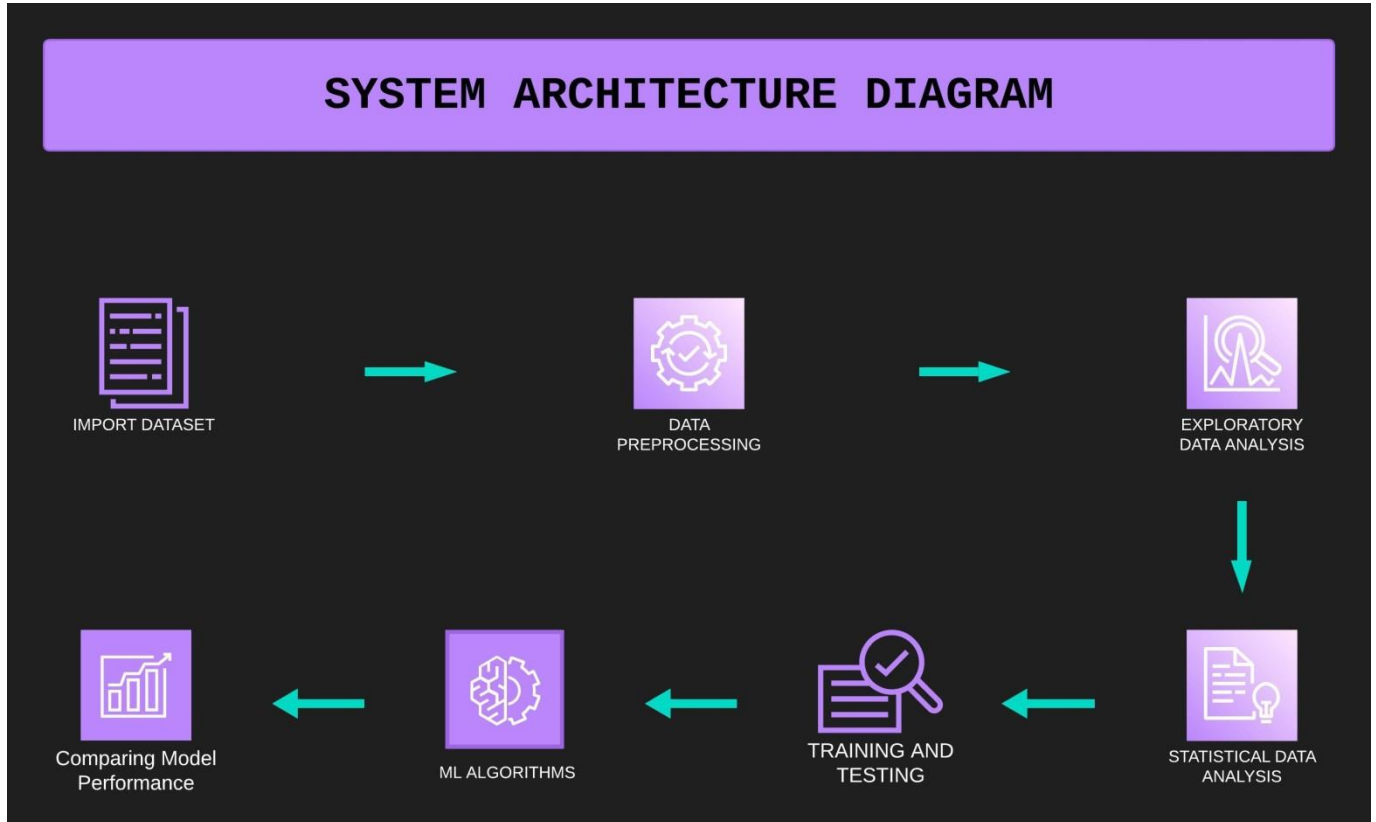 SYSTEM ARCHITECTURE DIAGRAM
IMPORT DATASET
DATA
PREPROCESSING
EXPLORATORY
DATA ANALYSIS
Comparing Model
Performance
ML ALGORITHMS
TRAINING AND
TESTING
STATISTICAL DATA
ANALYSIS